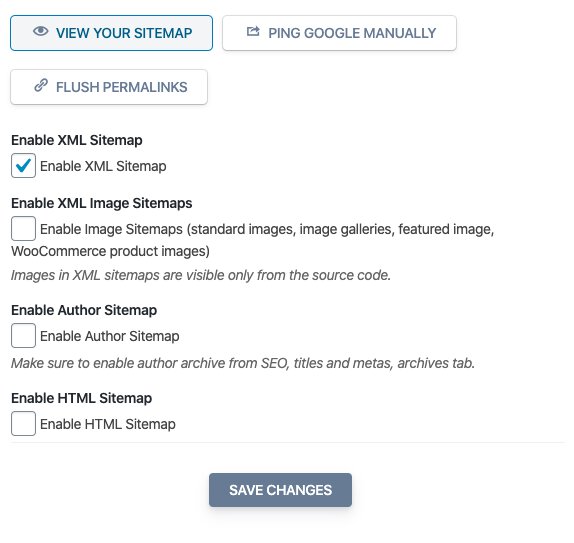 VIEW YOUR SITEMAP
PING GOOGLE MANUALLY
FLUSH PERMALINKS
Enable XML Sitemap
Enable XML Sitemap
Enable XML Image Sitemaps
Enable Image Sitemaps (standard images, image galleries, featured image,
WooCommerce product images)
Images in XML sitemaps are visible only from the source code.
Enable Author Sitemap
Enable Author Sitemap
Make sure to enable author archive from SEO, titles and metas, archives tab.
Enable HTML Sitemap
Enable HTML Sitemap
SAVE CHANGES